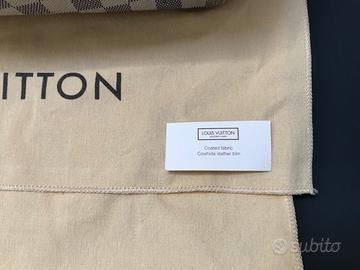 UITTON
LOUIS VUITTON
Coated fabric
Cowhide leather trim
subito